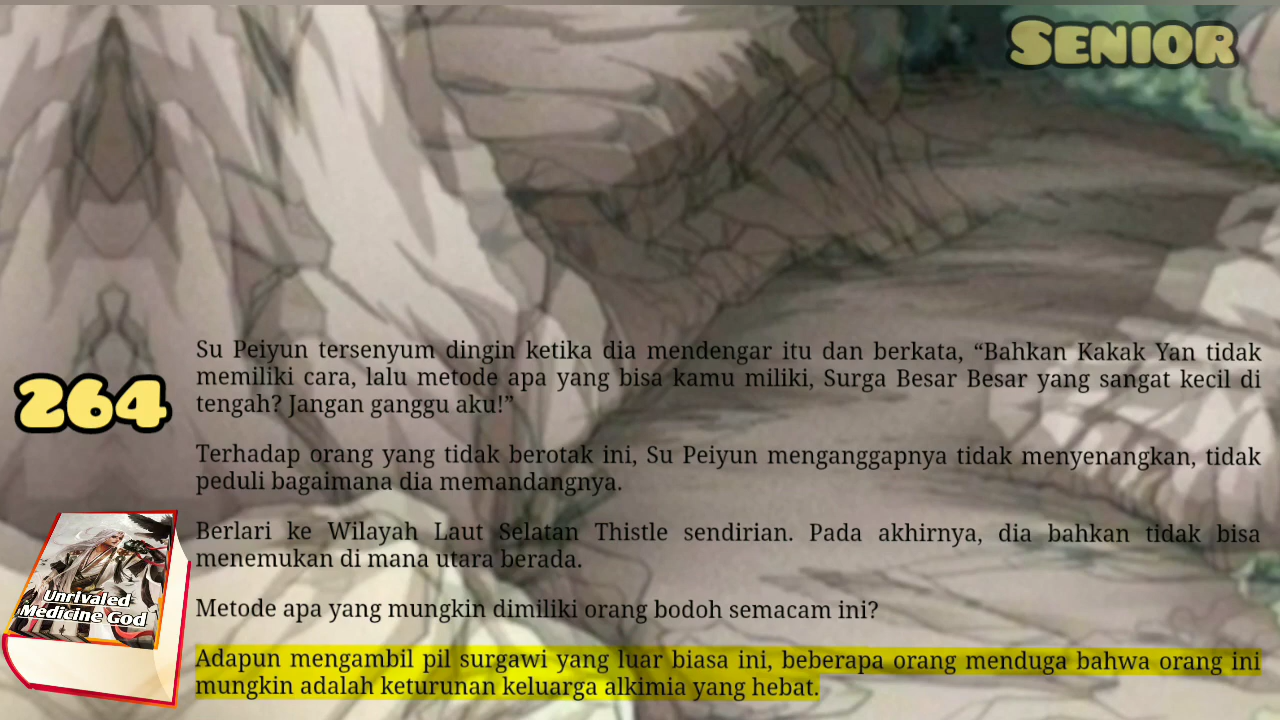 SENIOR
Su Peiyun tersenyum dingin ketika dia mendengar itu dan berkata, “Bahkan Kakak Yan tidak
memiliki cara, lalu metode apa yang bisa kamu miliki, Surga Besar Besar yang sangat kecil di
tengah? Jangan ganggu aku!”
264
Terhadap orang yang tidak berotak ini, Su Peiyun menganggapnya tidak menyenangkan, tidak
peduli bagaimana dia memandangnya.
Berlari ke Wilayah Laut Selatan Thistle sendirian. Pada akhirnya, dia bahkan tidak bisa
menemukan di mana utara berada.
Metode apa yang mungkin dimiliki orang bodoh semacam ini?
Unrivaled
Medicine God
Adapun mengambil pil surgawi yang luar biasa ini, beberapa orang menduga bahwa orang ini
mungkin adalah keturunan keluarga alkimia yang hebat.